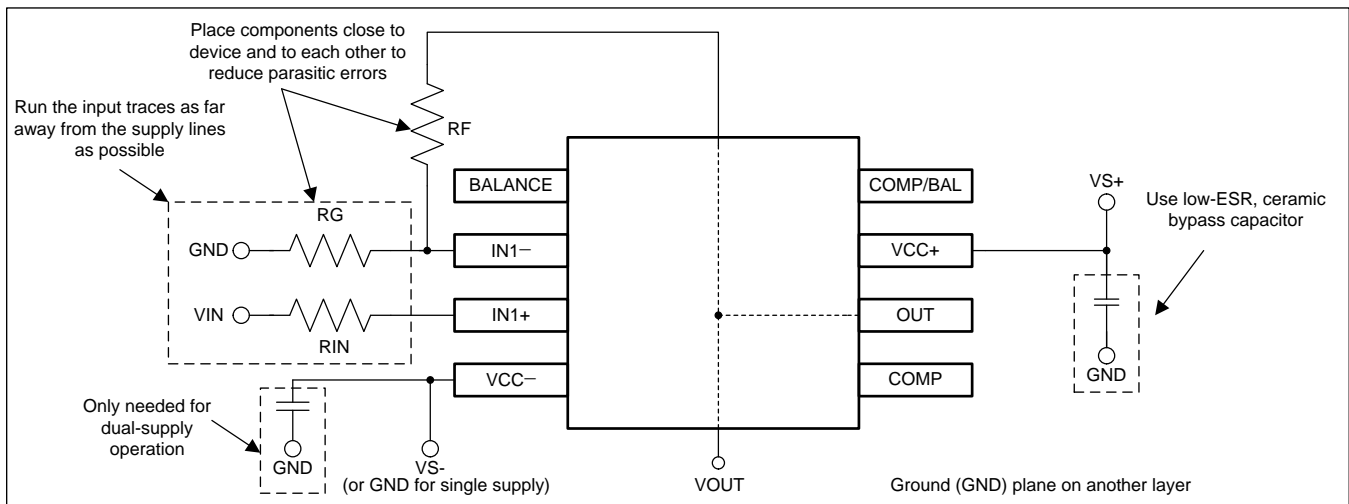 Place components close to
device and to each other to
reduce parasitic errors
Run the input traces as far
away from the supply lines
as possible
RF
BALANCE
COMP/BAL
VS+
Use low-ESR, ceramic
bypass capacitor
RG
GND
IN1−
VCC+
VIN
IN1+
OUT
RIN
VCC−
COMP
GND
Only needed for
dual-supply
operation
GND
VS-
(or GND for single supply)
VOUT
Ground (GND) plane on another layer